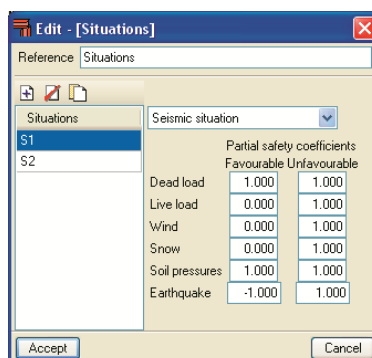 Edit - [Situations]
Reference Situations
Situations
S1
S2
Seismic situation
Partial safety coefficients
Favourable Unfavourable
Dead load 1.000 1.000
Live load 0.000 1.000
Wind 0.000 1.000
Snow 0.000 1.000
Soil pressures 1.000 1.000
Earthquake -1.000 1.000
Accept Cancel